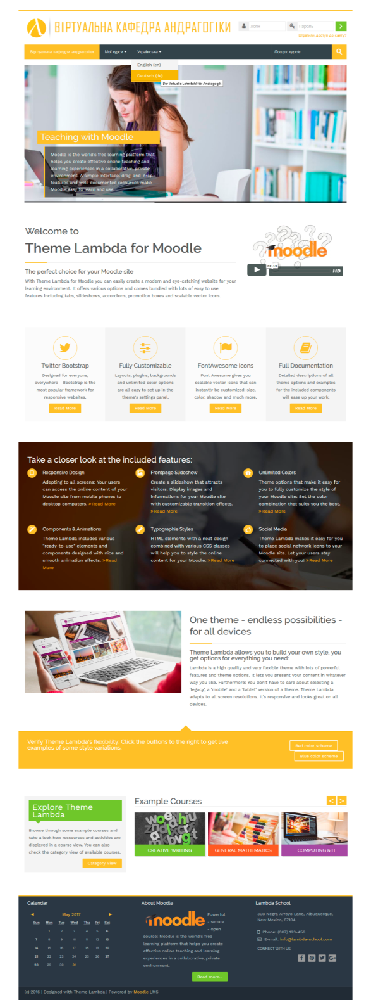 ВІРТУАЛЬНА КАФЕДРА АНДРАГОГІКИ
Логін
Пароль
Втратили доступ до сайту?
Віртуальна кафедра андрагогіки
Мої курси
Українська
Пошук курсів
English (en)
Deutsch (de)
Der Virtuelle Lehrstuhl für Andragogik
Teaching with Moodle
Moodle is the world's free learning platform that
helps you create effective online teaching and
learning experiences in a collaborative, private
environment. A simple interface, drag-and-drop
features and well-documented resources make
Moodle easy to learn and use.
Welcome to
Theme Lambda for Moodle
The perfect choice for your Moodle site
With Theme Lambda for Moodle you can easily create a modern and eye-catching website for your
learning environment. It offers various options and comes bundled with lots of easy to use
features including tabs, slideshows, accordions, promotion boxes and scalable vector icons.
moodle
02:13
HD
Twitter Bootstrap
Designed for everyone,
everywhere - Bootstrap is the
most popular framework for
responsive websites.
Read More
Fully Customizable
Layouts, plugins, backgrounds
and unlimited color options
are all easy to set up in the
theme's settings panel.
Read More
FontAwesome Icons
Font Awesome gives you
scalable vector icons that can
instantly be customized: size,
color, shadow and much more.
Read More
Full Documentation
Detailed descriptions of all
theme options and examples
for the included components
will ease up your work.
Read More
Take a closer look at the included features:
Responsive Design
Adepting to all screens: Your users
can access the online content of your
Moodle site from mobile phones to
desktop computers. » Read More
Frontpage Slideshow
Create a slideshow that attracts
visitors. Display images and
informations for your Moodle site
with customizable transition effects.
» Read More
Unlimited Colors
Theme options that make it easy for
you to fully customize the style of
your Moodle site: Set the color
combination that suits you the best.
» Read More
Components & Animations
Theme Lambda includes various
"ready-to-use" elements and
components designed with nice and
smooth animation effects. » Read
More
Typographie Styles
HTML elements with a neat design
combined with various CSS classes
will help you to style the online
content for your Moodle. » Read More
Social Media
Theme Lambda makes it easy for you
to place social network icons to your
Moodle site. Let your users stay
connected with you! » Read More
One theme - endless possibilities -
for all devices
Theme Lambda allows you to build your own style, you
get options for everything you need:
Lambda is a high quality and very flexible theme with lots of powerful
features and theme options. It lets you present your content in whatever
way you like. Furthermore: You don't have to care about selecting a
'legacy', a 'mobile' and a 'tablet' version of a theme. Theme Lambda
adapts to all screen resolutions. It's responsive and looks great on all
devices.
Verify Theme Lambda's flexibility: Click the buttons to the right to get live
examples of some style variations.
Red color scheme
Blue color scheme
Explore Theme
Lambda
Browse through some example courses and
take a look how ressources and activities are
displayed in a course view. You can also
check the category view of available courses.
Category View
Example Courses
< >
CREATIVE WRITING
GENERAL MATHEMATICS
COMPUTING & IT
Calendar
May 2017
Sun Mon Tue Wed Thu Fri Sat
1 2 3 4 5 6
7 8 9 10 11 12 13
14 15 16 17 18 19 20
21 22 23 24 25 26 27
28 29 30 31
About Moodle
moodle
Powerful
- secure
- open
source: Moodle is the world's free
learning platform that helps you create
effective online teaching and learning
experiences in a collaborative, private
environment.
Read more...
Lambda School
308 Negra Arroyo Lane, Albuquerque,
New Mexico, 87104
Phone: (007) 123-456
E-mail: info@lambda-school.com
CONNECT WITH US
(c) 2016 | Designed with Theme Lambda | Powered by Moodle LMS